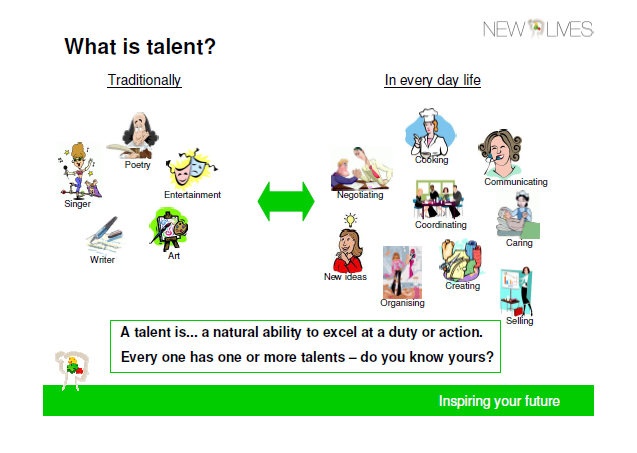 NEW LIVES
What is talent?
Traditionally
In every day life
Poetry
Singer
Entertainment
Writer
Art
Cooking
Communicating
Negotiating
Coordinating
Caring
New ideas
Creating
Organising
Selling
A talent is... a natural ability to excel at a duty or action.
Every one has one or more talents – do you know yours?
Inspiring your future